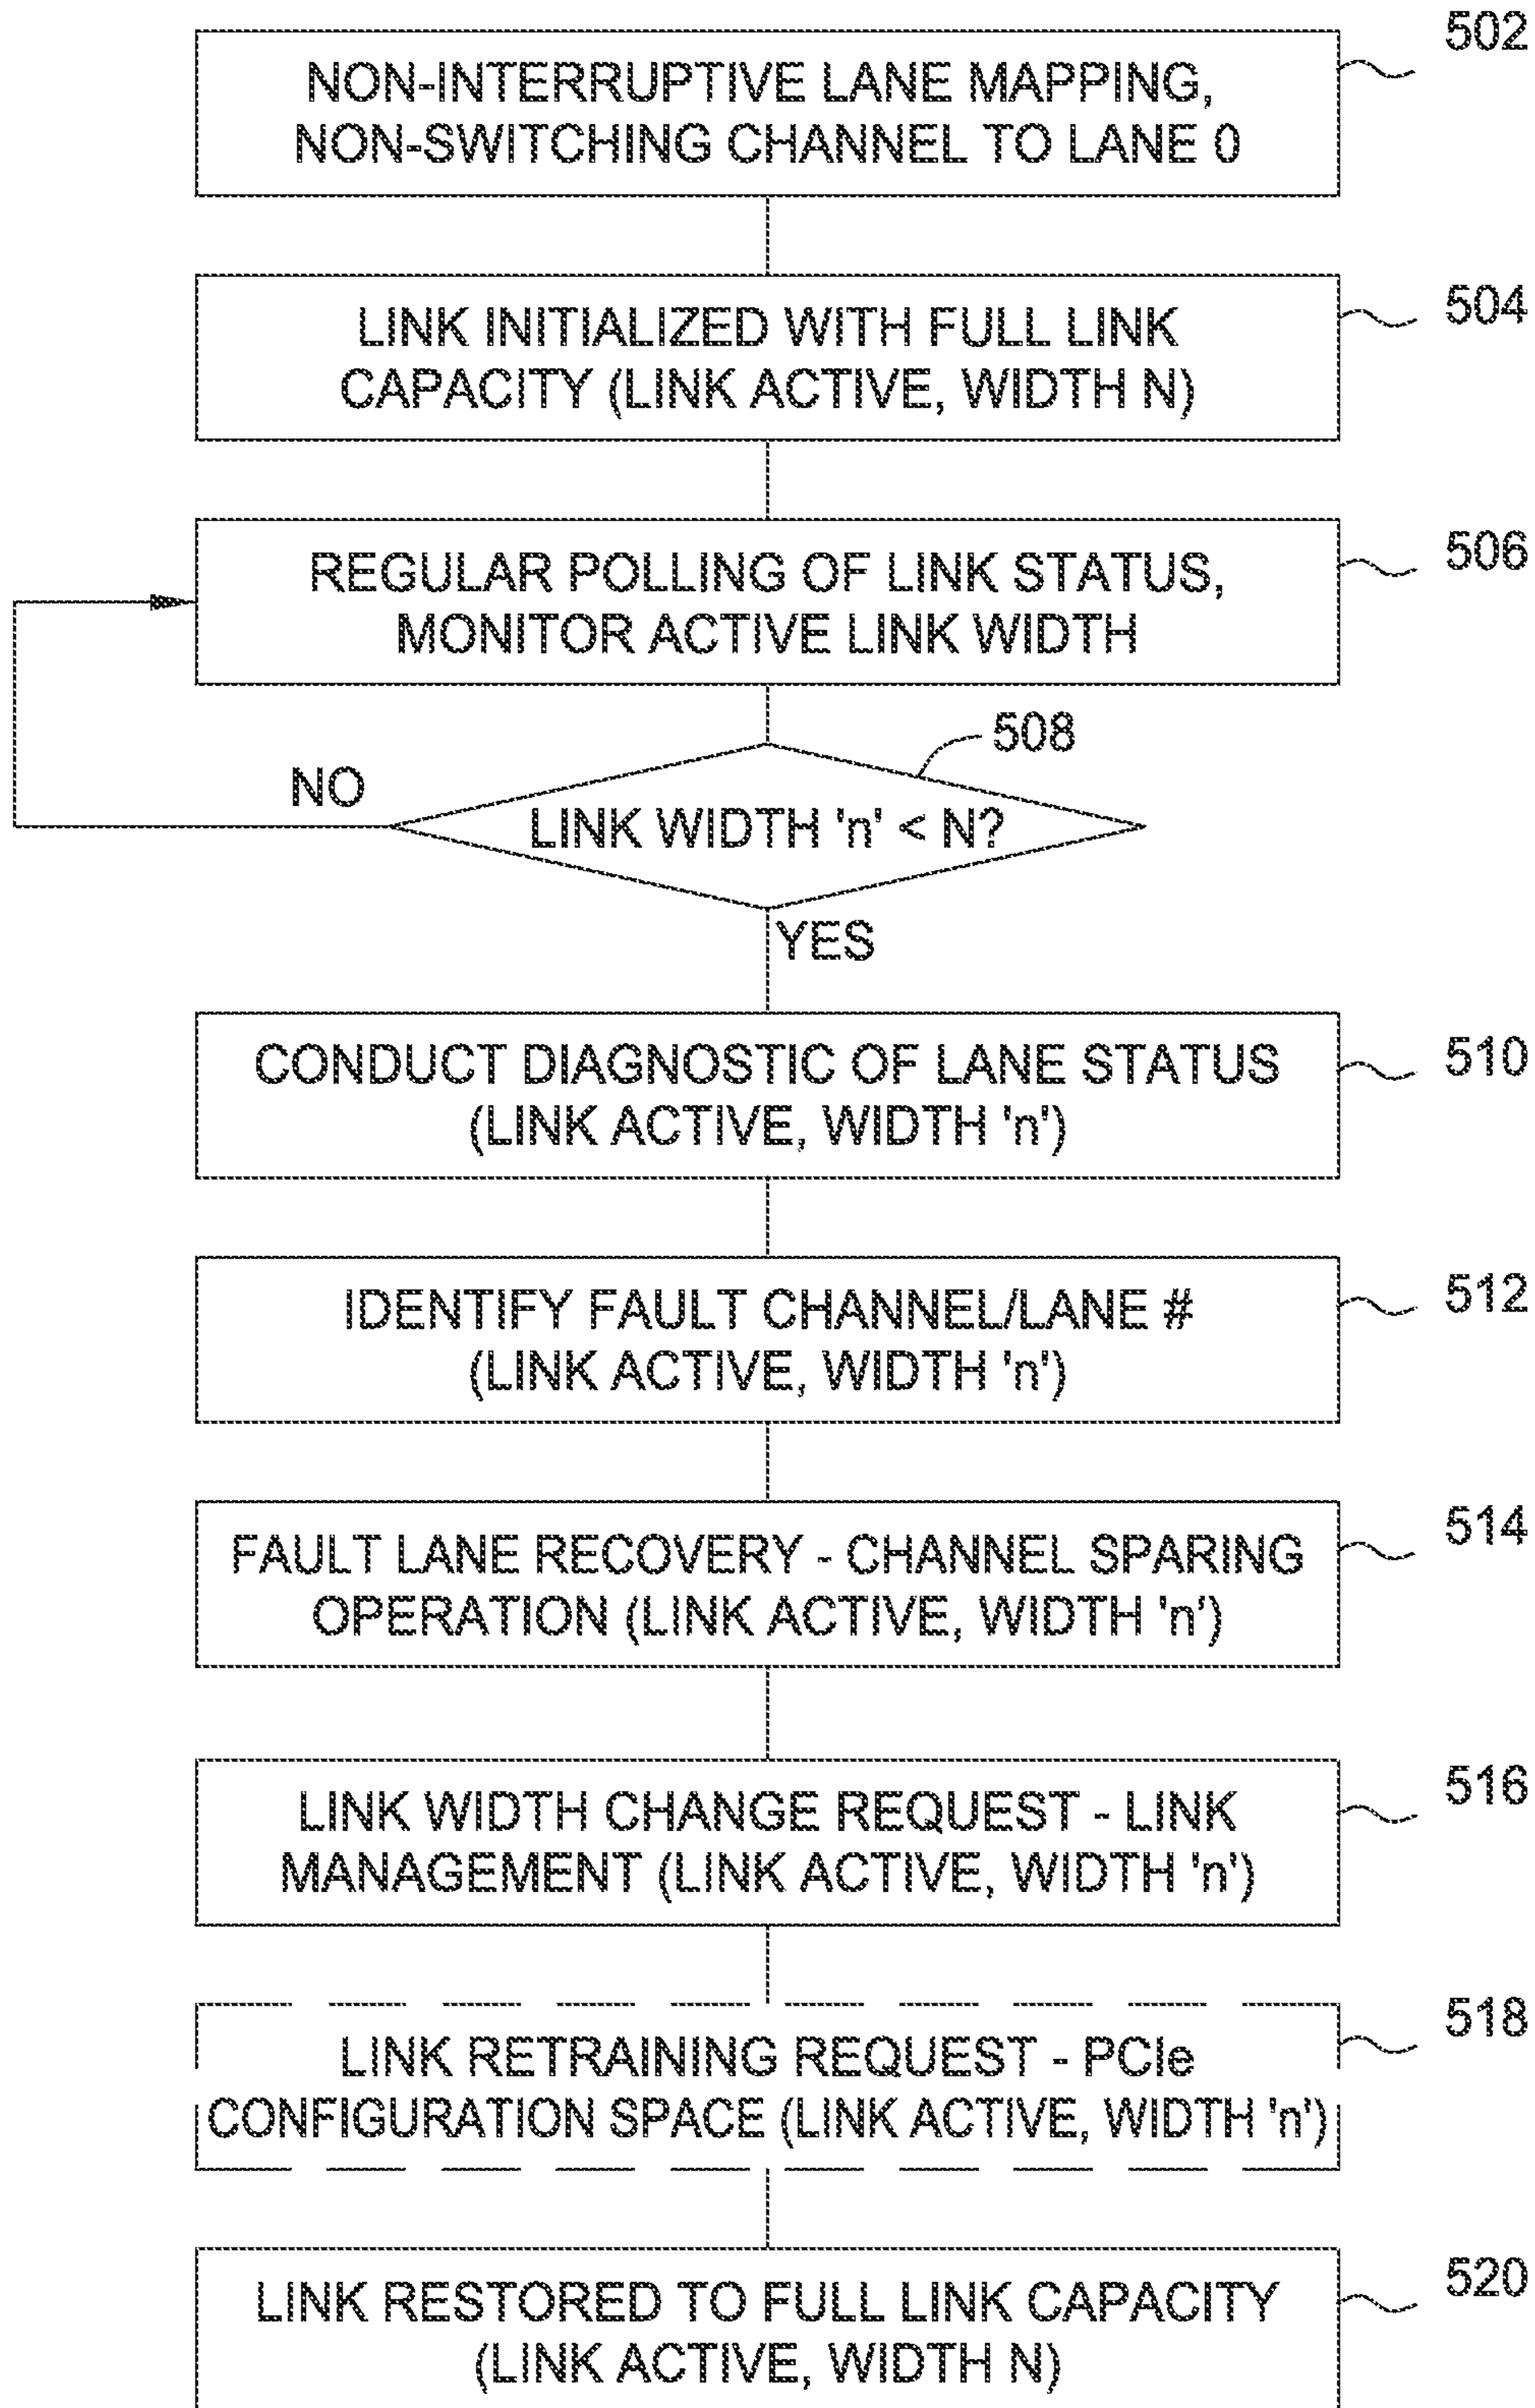 502
NON-INTERRUPTIVE LANE MAPPING,
NON-SWITCHING CHANNEL TO LANE 0
504
LINK INITIALIZED WITH FULL LINK
CAPACITY (LINK ACTIVE, WIDTH N)
506
REGULAR POLLING OF LINK STATUS,
MONITOR ACTIVE LINK WIDTH
508
NO
LINK WIDTH 'n' < N?
YES
510
CONDUCT DIAGNOSTIC OF LANE STATUS
(LINK ACTIVE, WIDTH 'n')
512
IDENTIFY FAULT CHANNEL/LANE #
(LINK ACTIVE, WIDTH 'n')
514
FAULT LANE RECOVERY - CHANNEL SPARING
OPERATION (LINK ACTIVE, WIDTH 'n')
516
LINK WIDTH CHANGE REQUEST - LINK
MANAGEMENT (LINK ACTIVE, WIDTH 'n')
518
LINK RETRAINING REQUEST - PCIe
CONFIGURATION SPACE (LINK ACTIVE, WIDTH 'n')
520
LINK RESTORED TO FULL LINK CAPACITY
(LINK ACTIVE, WIDTH N)